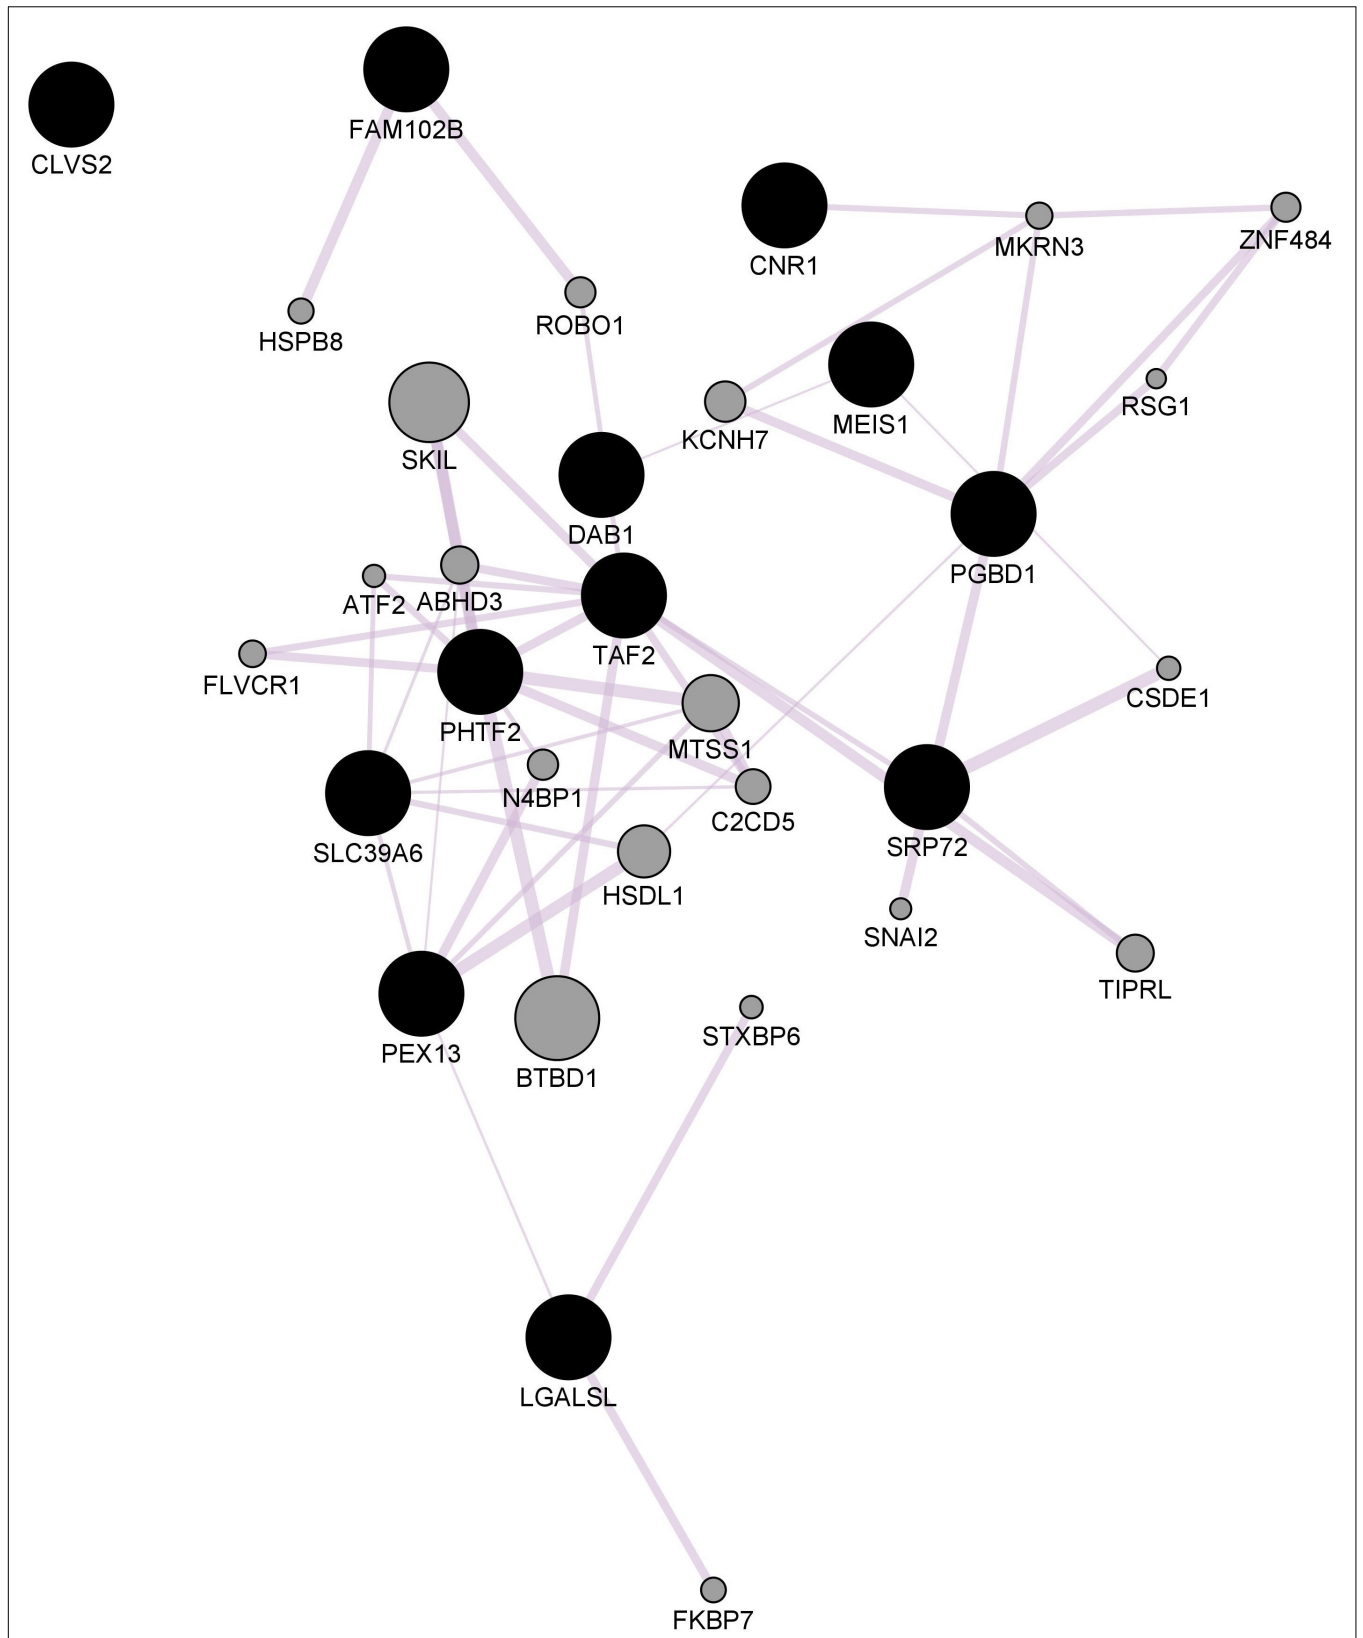 FAM102B
CLVS2
CNR1
MKRN3
ZNF484
HSPB8
ROBO1
SKIL
KCNH7
MEIS1
RSG1
DAB1
PGBD1
ATF2
ABHD3
TAF2
FLVCR1
PHTF2
MTSS1
CSDE1
SLC39A6
N4BP1
C2CD5
SRP72
HSDL1
SNAI2
TIPRL
PEX13
BTBD1
STXBP6
LGALSL
FKBP7